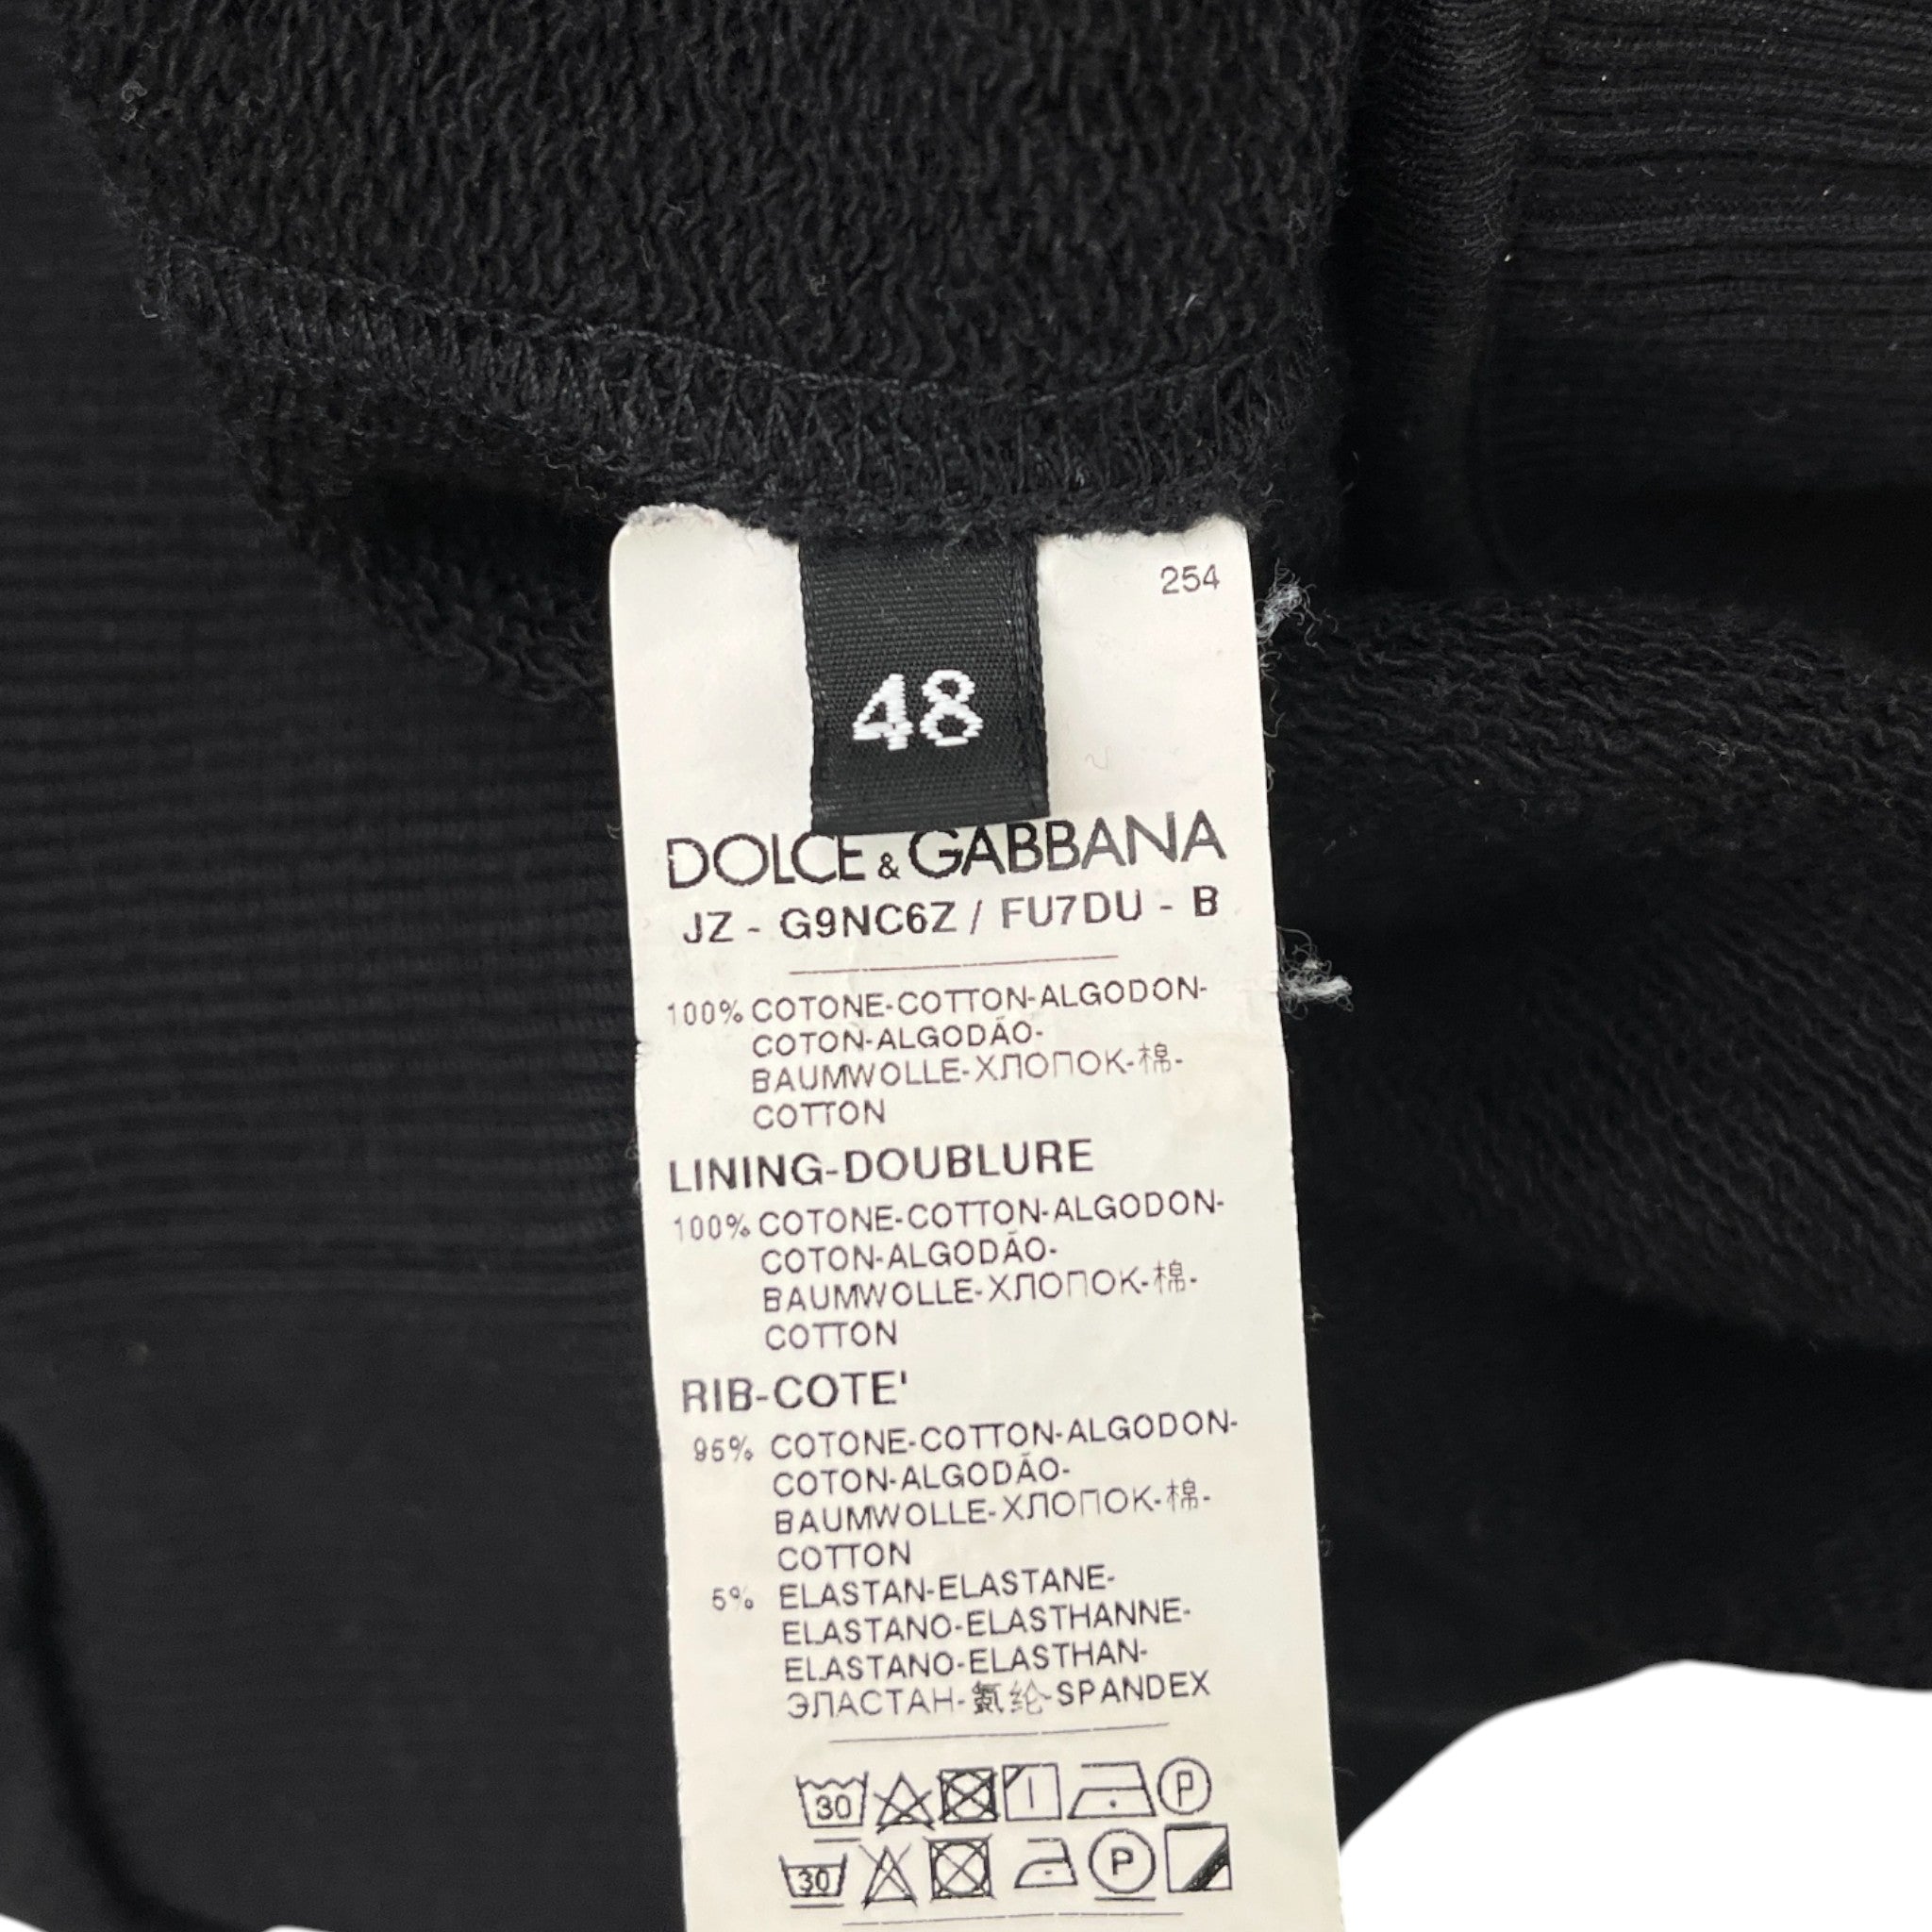 254
48
DOLCE & GABBANA
JZ - G9NC6Z / FU7DU - B
100% COTONE-COTTON-ALGODON-
COTON-ALGODÃO-
BAUMWOLLE-ХЛОПОК-棉-
COTTON
LINING-DOUBLURE
100% COTONE-COTTON-ALGODON-
COTON-ALGODÃO-
BAUMWOLLE-ХЛОПОК-棉-
COTTON
RIB-COTE'
95% COTONE-COTTON-ALGODON-
COTON-ALGODÃO-
BAUMWOLLE-ХЛОПОК-棉-
COTTON
5% ELASTAN-ELASTANE-
ELASTANO-ELASTHANNE-
ELASTANO-ELASTHAN-
ЭЛАСТАН-氨纶-SPANDEX
30 P
30 P